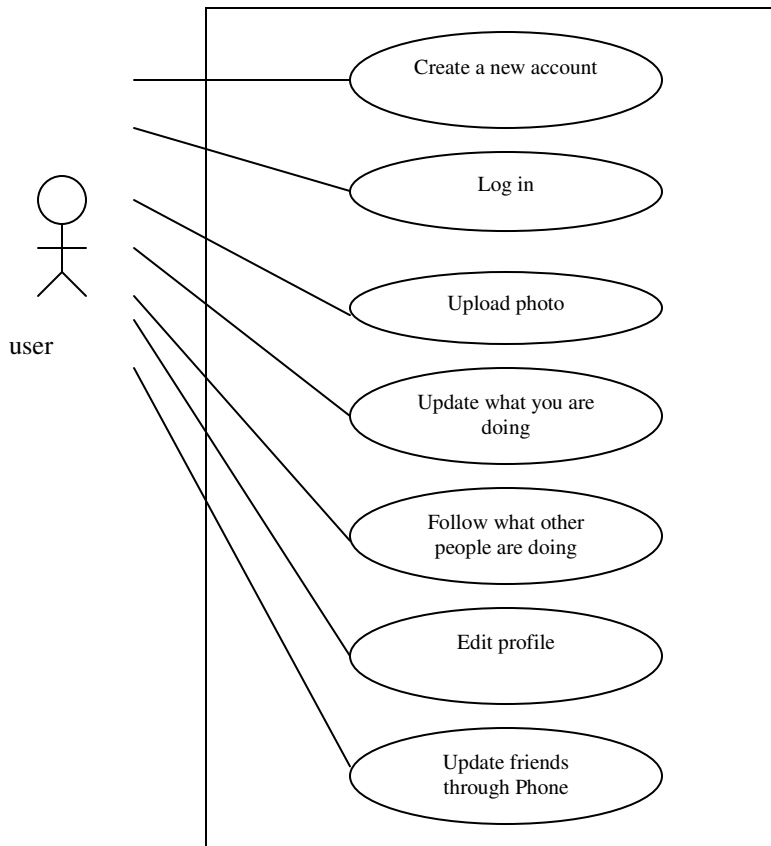 Create a new account
Log in
Upload photo
user
Update what you are
doing
Follow what other
people are doing
Edit profile
Update friends
through Phone